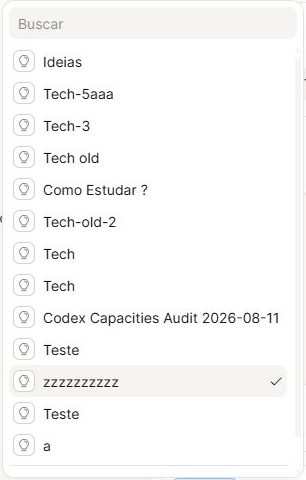 Buscar
Ideias
Tech-5aaa
Tech-3
Tech old
Como Estudar ?
Tech-old-2
Tech
Tech
Codex Capacities Audit 2026-08-11
Teste
zzzzzzzzzz
Teste
a